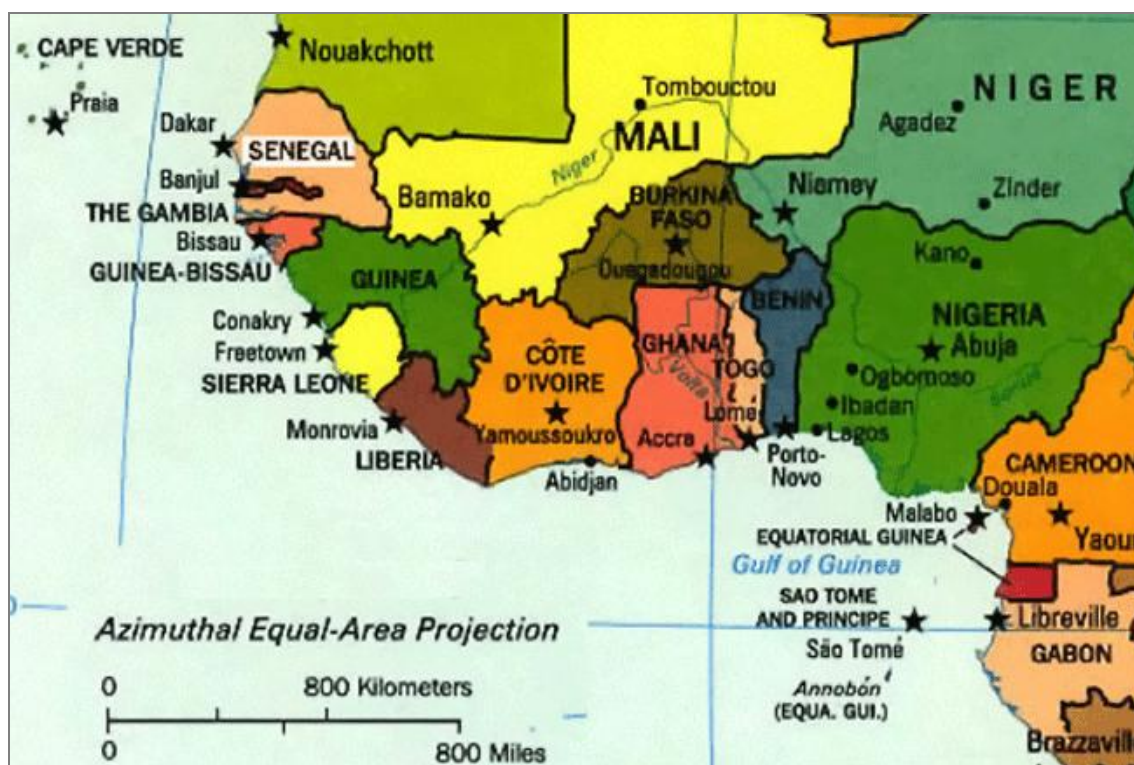 CAPE VERDE
Nouakchott
Praia
Tombouctou
NIGER
Dakar
MALI
Agadez
SENEGAL
Niger
Banjul
Bamako
BURKINA
FASO
Niamey
Zinder
THE GAMBIA
Bissau
Ouagadougou
Kano
GUINEA-BISSAU
GUINEA
BENIN
NIGERIA
Conakry
Abuja
Freetown
CÔTE
D'IVOIRE
GHANA
TOGO
Ogbomoso
SIERRA LEONE
Volta
Benue
Ibadan
Monrovia
Yamoussoukro
Lomé
Lagos
LIBERIA
Accra
Porto-
Novo
Abidjan
CAMEROON
Douala
Malabo
EQUATORIAL GUINEA
Yaoun
Gulf of Guinea
SAO TOME
AND PRINCIPE
Libreville
0
Azimuthal Equal-Area Projection
São Tomé
GABON
Annobón
(EQUA. GUI.)
0 800 Kilometers
0 800 Miles
Brazzavill